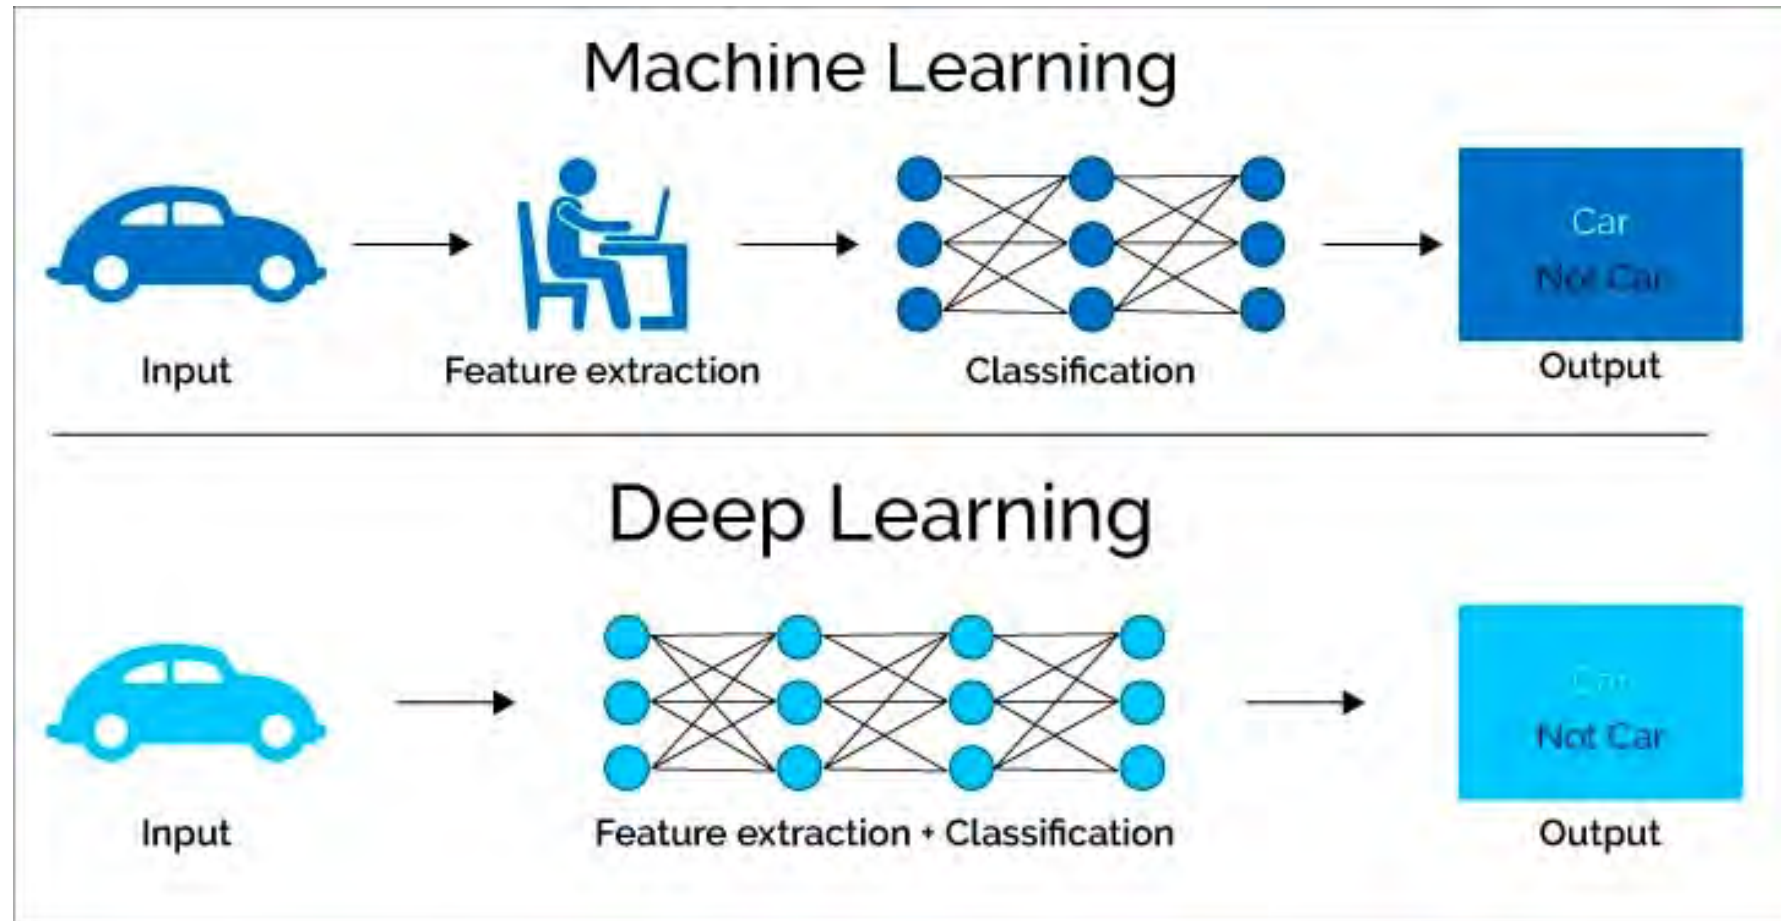 Machine Learning
Car
Not Car
Input
Feature extraction
Classification
Output
Deep Learning
Car
Not Car
Input
Feature extraction + Classification
Output